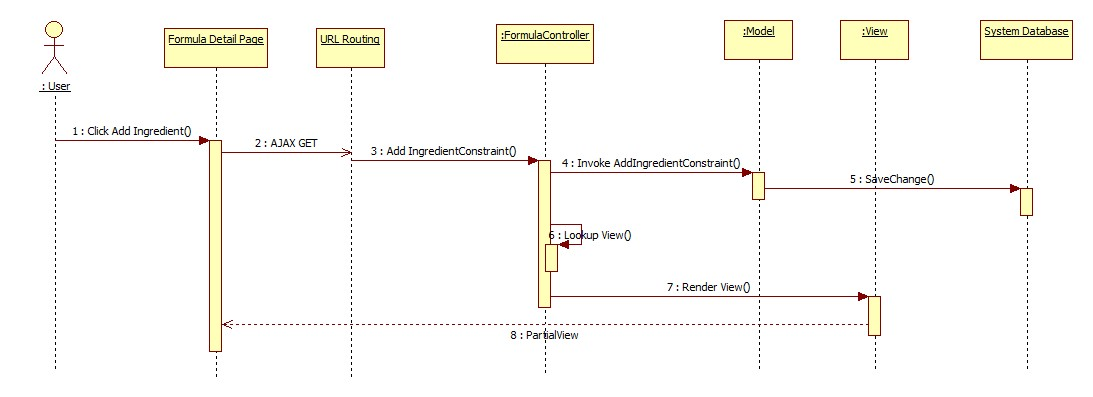 Formula Detail Page
URL Routing
:FormulaController
:Model
:View
System Database
: User
1 : Click Add Ingredient()
2 : AJAX GET
3 : Add IngredientConstraint()
4 : Invoke AddIngredientConstraint()
5 : SaveChange()
6 : Lookup View()
7 : Render View()
8 : PartialView